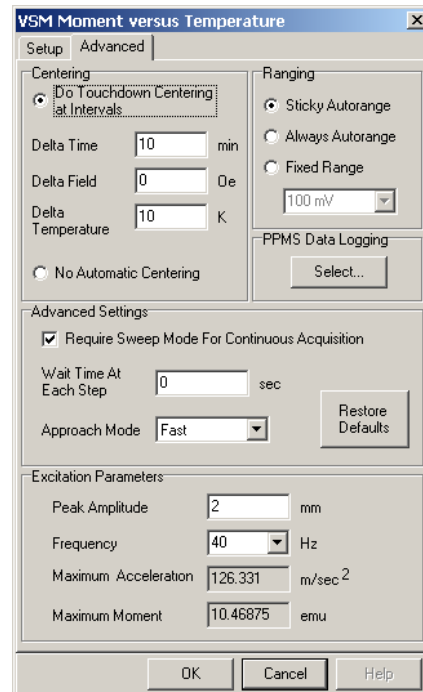 VSM Moment versus Temperature
Setup
Advanced
Centering
Do Touchdown Centering
at Intervals
Delta Time 10 min
Delta Field 0 Oe
Delta
Temperature 10 K
No Automatic Centering
Ranging
Sticky Autorange
Always Autorange
Fixed Range
100 mV
PPMS Data Logging
Select...
Advanced Settings
Require Sweep Mode For Continuous Acquisition
Wait Time At
Each Step 0 sec
Approach Mode Fast
Restore
Defaults
Excitation Parameters
Peak Amplitude 2 mm
Frequency 40 Hz
Maximum Acceleration 126.331 m/sec 2
Maximum Moment 10.46875 emu
OK
Cancel
Help